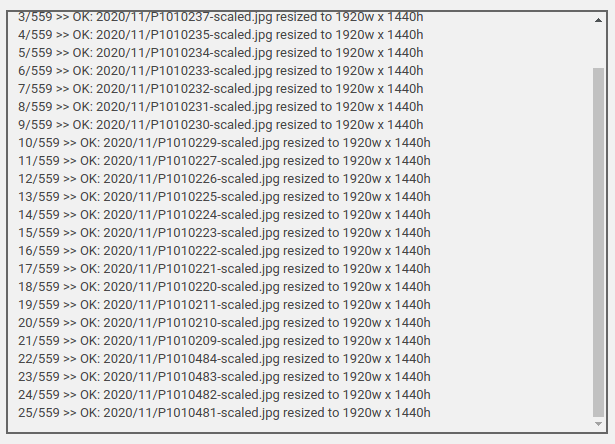 3/559 >> OK: 2020/11/P1010237-scaled.jpg resized to 1920w x 1440h
4/559 >> OK: 2020/11/P1010235-scaled.jpg resized to 1920w x 1440h
5/559 >> OK: 2020/11/P1010234-scaled.jpg resized to 1920w x 1440h
6/559 >> OK: 2020/11/P1010233-scaled.jpg resized to 1920w x 1440h
7/559 >> OK: 2020/11/P1010232-scaled.jpg resized to 1920w x 1440h
8/559 >> OK: 2020/11/P1010231-scaled.jpg resized to 1920w x 1440h
9/559 >> OK: 2020/11/P1010230-scaled.jpg resized to 1920w x 1440h
10/559 >> OK: 2020/11/P1010229-scaled.jpg resized to 1920w x 1440h
11/559 >> OK: 2020/11/P1010227-scaled.jpg resized to 1920w x 1440h
12/559 >> OK: 2020/11/P1010226-scaled.jpg resized to 1920w x 1440h
13/559 >> OK: 2020/11/P1010225-scaled.jpg resized to 1920w x 1440h
14/559 >> OK: 2020/11/P1010224-scaled.jpg resized to 1920w x 1440h
15/559 >> OK: 2020/11/P1010223-scaled.jpg resized to 1920w x 1440h
16/559 >> OK: 2020/11/P1010222-scaled.jpg resized to 1920w x 1440h
17/559 >> OK: 2020/11/P1010221-scaled.jpg resized to 1920w x 1440h
18/559 >> OK: 2020/11/P1010220-scaled.jpg resized to 1920w x 1440h
19/559 >> OK: 2020/11/P1010211-scaled.jpg resized to 1920w x 1440h
20/559 >> OK: 2020/11/P1010210-scaled.jpg resized to 1920w x 1440h
21/559 >> OK: 2020/11/P1010209-scaled.jpg resized to 1920w x 1440h
22/559 >> OK: 2020/11/P1010484-scaled.jpg resized to 1920w x 1440h
23/559 >> OK: 2020/11/P1010483-scaled.jpg resized to 1920w x 1440h
24/559 >> OK: 2020/11/P1010482-scaled.jpg resized to 1920w x 1440h
25/559 >> OK: 2020/11/P1010481-scaled.jpg resized to 1920w x 1440h